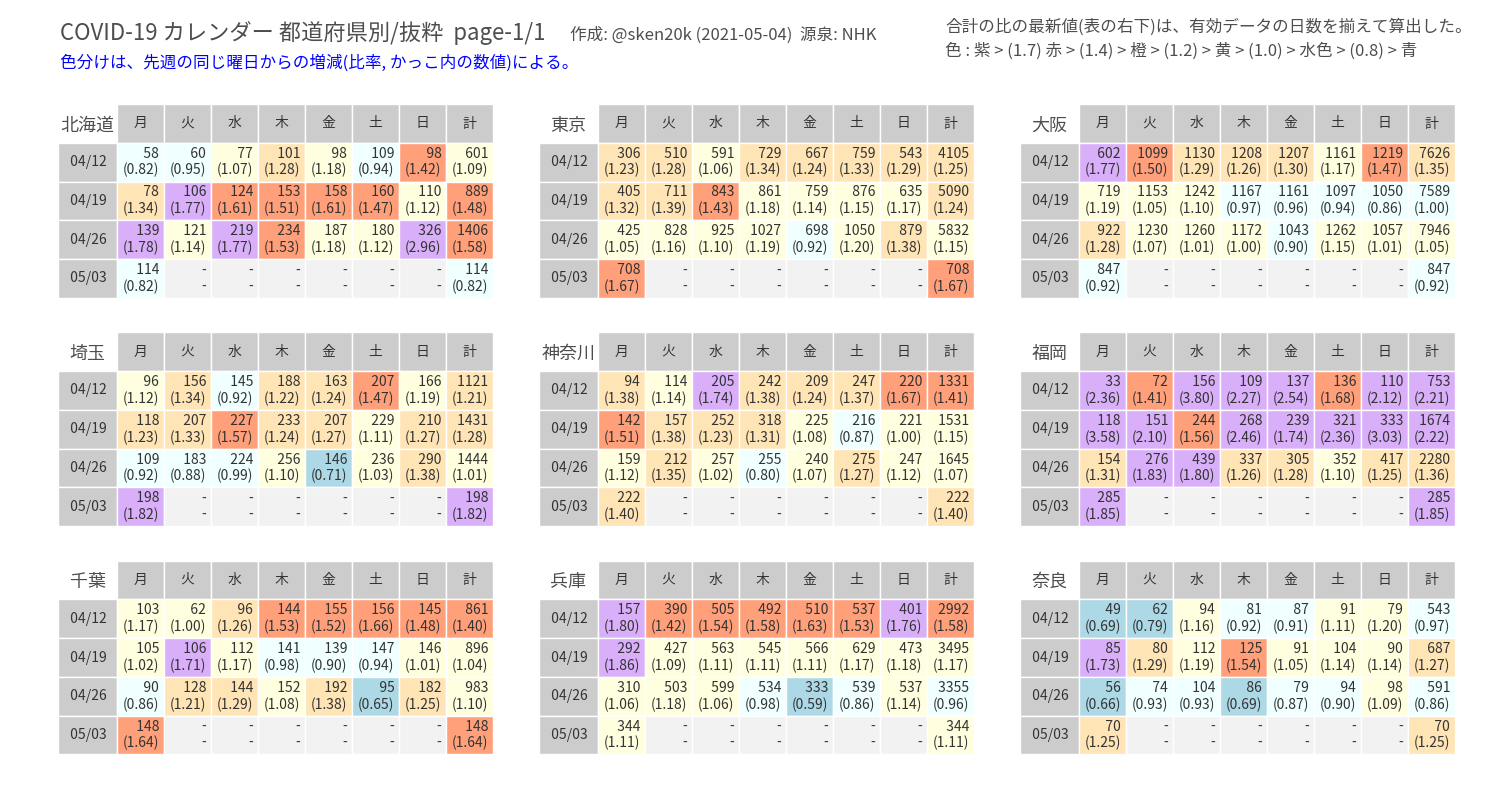 COVID-19 カレンダー 都道府県別/抜粋 page-1/1 作成: @sken20k (2021-05-04) 源泉: NHK
色分けは、先週の同じ曜日からの増減(比率, かっこ内の数値)による。
合計の比の最新値(表の右下)は、有効データの日数を揃えて算出した。
色 : 紫 > (1.7) 赤 > (1.4) 橙 > (1.2) 黄 > (1.0) > 水色 > (0.8) > 青
北海道 月 火 水 木 金 土 日 計
04/12 58 60 77 101 98 109 98 601
(0.82) (0.95) (1.07) (1.28) (1.18) (0.94) (1.42) (1.09)
04/19 78 106 124 153 158 160 110 889
(1.34) (1.77) (1.61) (1.51) (1.61) (1.47) (1.12) (1.48)
04/26 139 121 219 234 187 180 326 1406
(1.78) (1.14) (1.77) (1.53) (1.18) (1.12) (2.96) (1.58)
05/03 114 - - - - - - 114
(0.82) - - - - - - (0.82)
東京 月 火 水 木 金 土 日 計
04/12 306 510 591 729 667 759 543 4105
(1.23) (1.28) (1.06) (1.34) (1.24) (1.33) (1.29) (1.25)
04/19 405 711 843 861 759 876 635 5090
(1.32) (1.39) (1.43) (1.18) (1.14) (1.15) (1.17) (1.24)
04/26 425 828 925 1027 698 1050 879 5832
(1.05) (1.16) (1.10) (1.19) (0.92) (1.20) (1.38) (1.15)
05/03 708 - - - - - - 708
(1.67) - - - - - - (1.67)
大阪 月 火 水 木 金 土 日 計
04/12 602 1099 1130 1208 1207 1161 1219 7626
(1.77) (1.50) (1.29) (1.26) (1.30) (1.17) (1.47) (1.35)
04/19 719 1153 1242 1167 1161 1097 1050 7589
(1.19) (1.05) (1.10) (0.97) (0.96) (0.94) (0.86) (1.00)
04/26 922 1230 1260 1172 1043 1262 1057 7946
(1.28) (1.07) (1.01) (1.00) (0.90) (1.15) (1.01) (1.05)
05/03 847 - - - - - - 847
(0.92) - - - - - - (0.92)
埼玉 月 火 水 木 金 土 日 計
04/12 96 156 145 188 163 207 166 1121
(1.12) (1.34) (0.92) (1.22) (1.24) (1.47) (1.19) (1.21)
04/19 118 207 227 233 207 229 210 1431
(1.23) (1.33) (1.57) (1.24) (1.27) (1.11) (1.27) (1.28)
04/26 109 183 224 256 146 236 290 1444
(0.92) (0.88) (0.99) (1.10) (0.71) (1.03) (1.38) (1.01)
05/03 198 - - - - - - 198
(1.82) - - - - - - (1.82)
神奈川 月 火 水 木 金 土 日 計
04/12 94 114 205 242 209 247 220 1331
(1.38) (1.14) (1.74) (1.38) (1.24) (1.37) (1.67) (1.41)
04/19 142 157 252 318 225 216 221 1531
(1.51) (1.38) (1.23) (1.31) (1.08) (0.87) (1.00) (1.15)
04/26 159 212 257 255 240 275 247 1645
(1.12) (1.35) (1.02) (0.80) (1.07) (1.27) (1.12) (1.07)
05/03 222 - - - - - - 222
(1.40) - - - - - - (1.40)
福岡 月 火 水 木 金 土 日 計
04/12 33 72 156 109 137 136 110 753
(2.36) (1.41) (3.80) (2.27) (2.54) (1.68) (2.12) (2.21)
04/19 118 151 244 268 239 321 333 1674
(3.58) (2.10) (1.56) (2.46) (1.74) (2.36) (3.03) (2.22)
04/26 154 276 439 337 305 352 417 2280
(1.31) (1.83) (1.80) (1.26) (1.28) (1.10) (1.25) (1.36)
05/03 285 - - - - - - 285
(1.85) - - - - - - (1.85)
千葉 月 火 水 木 金 土 日 計
04/12 103 62 96 144 155 156 145 861
(1.17) (1.00) (1.26) (1.53) (1.52) (1.66) (1.48) (1.40)
04/19 105 106 112 141 139 147 146 896
(1.02) (1.71) (1.17) (0.98) (0.90) (0.94) (1.01) (1.04)
04/26 90 128 144 152 192 95 182 983
(0.86) (1.21) (1.29) (1.08) (1.38) (0.65) (1.25) (1.10)
05/03 148 - - - - - - 148
(1.64) - - - - - - (1.64)
兵庫 月 火 水 木 金 土 日 計
04/12 157 390 505 492 510 537 401 2992
(1.80) (1.42) (1.54) (1.58) (1.63) (1.53) (1.76) (1.58)
04/19 292 427 563 545 566 629 473 3495
(1.86) (1.09) (1.11) (1.11) (1.11) (1.17) (1.18) (1.17)
04/26 310 503 599 534 333 539 537 3355
(1.06) (1.18) (1.06) (0.98) (0.59) (0.86) (1.14) (0.96)
05/03 344 - - - - - - 344
(1.11) - - - - - - (1.11)
奈良 月 火 水 木 金 土 日 計
04/12 49 62 94 81 87 91 79 543
(0.69) (0.79) (1.16) (0.92) (0.91) (1.11) (1.20) (0.97)
04/19 85 80 112 125 91 104 90 687
(1.73) (1.29) (1.19) (1.54) (1.05) (1.14) (1.14) (1.27)
04/26 56 74 104 86 79 94 98 591
(0.66) (0.93) (0.93) (0.69) (0.87) (0.90) (1.09) (0.86)
05/03 70 - - - - - - 70
(1.25) - - - - - - (1.25)